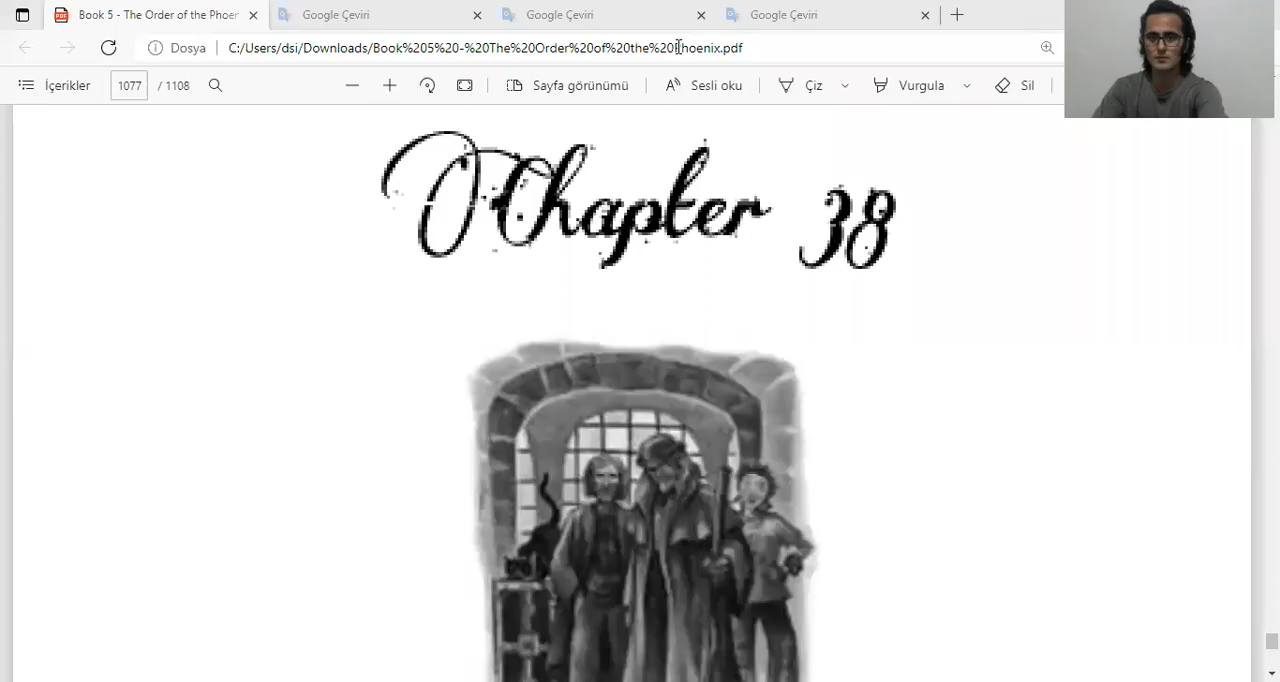 Book 5 - The Order of the Phoer
Google Çeviri
Google Çeviri
Google Çeviri
Dosya
C:/Users/dsi/Downloads/Book%205%20-%20The%20Order%20of%20the%20Phoenix.pdf
İçerikler
1077 / 1108
Sayfa görünümü
Sesli oku
Çiz
Vurgula
Sil
Chapter 38